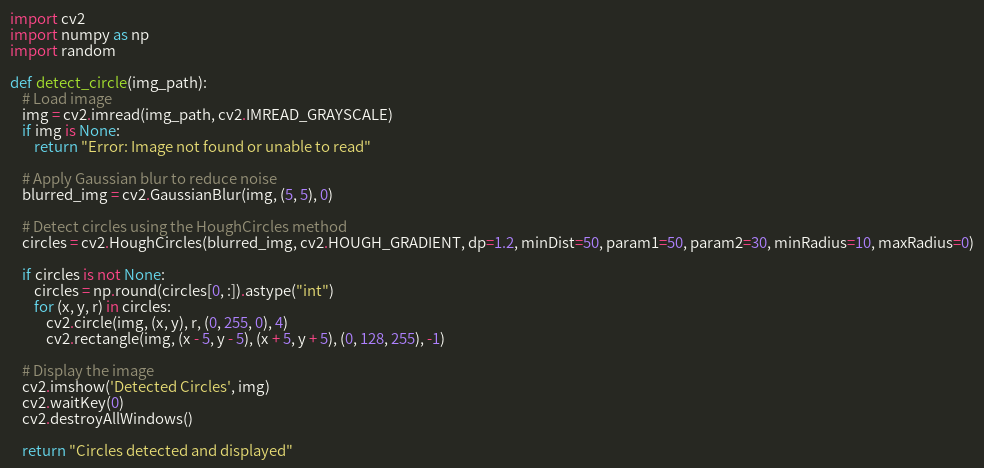 import cv2
import numpy as np
import random

def detect_circle(img_path):
    # Load image
    img = cv2.imread(img_path, cv2.IMREAD_GRAYSCALE)
    if img is None:
        return "Error: Image not found or unable to read"

    # Apply Gaussian blur to reduce noise
    blurred_img = cv2.GaussianBlur(img, (5, 5), 0)

    # Detect circles using the HoughCircles method
    circles = cv2.HoughCircles(blurred_img, cv2.HOUGH_GRADIENT, dp=1.2, minDist=50, param1=50, param2=30, minRadius=10, maxRadius=0)

    if circles is not None:
        circles = np.round(circles[0, :]).astype("int")
        for (x, y, r) in circles:
            cv2.circle(img, (x, y), r, (0, 255, 0), 4)
            cv2.rectangle(img, (x - 5, y - 5), (x + 5, y + 5), (0, 128, 255), -1)

    # Display the image
    cv2.imshow('Detected Circles', img)
    cv2.waitKey(0)
    cv2.destroyAllWindows()

    return "Circles detected and displayed"